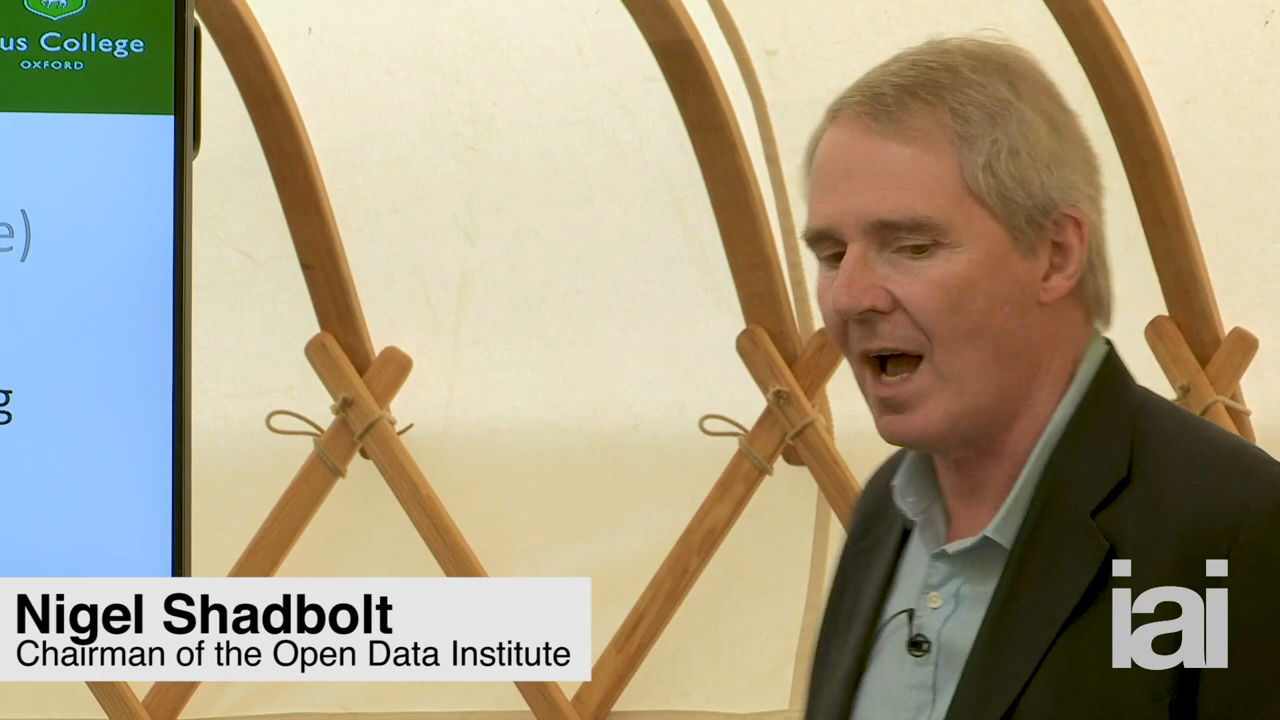 us College
OXFORD
e)
g
Nigel Shadbolt
Chairman of the Open Data Institute
iai